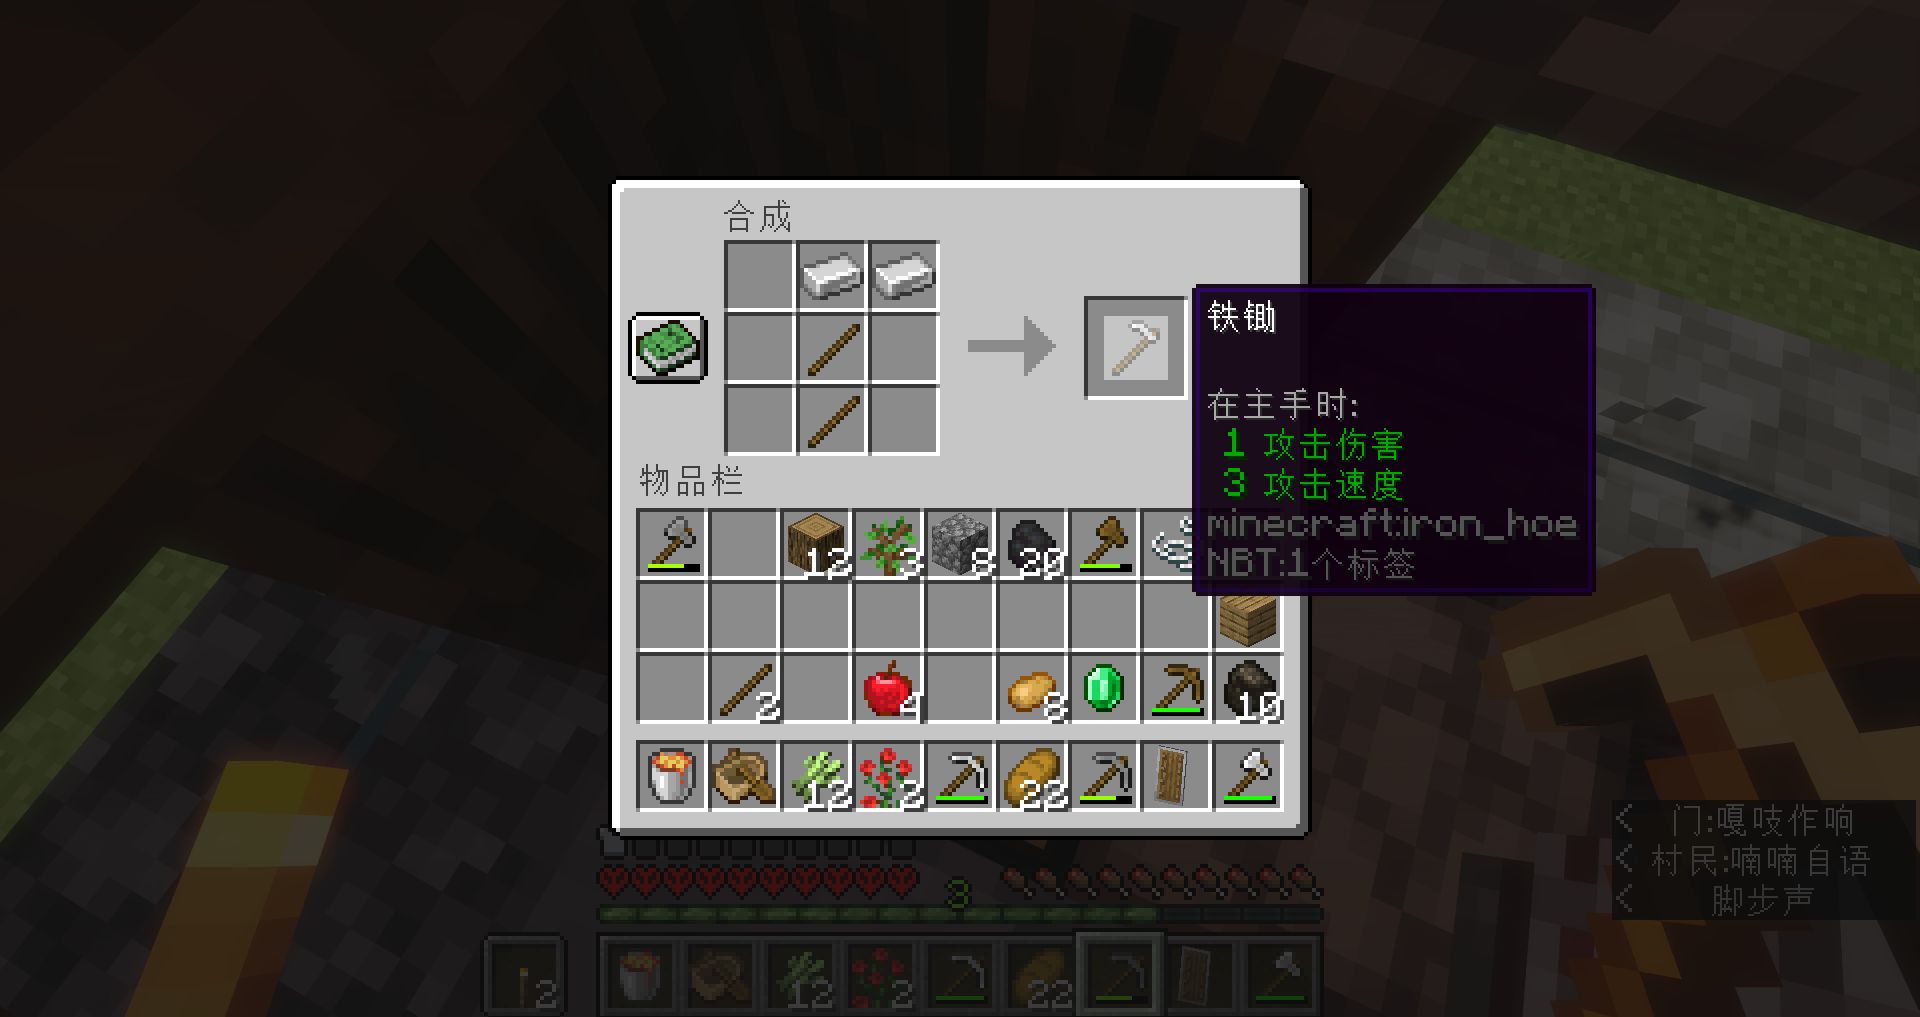 合成
铁锄
在主手时:
1 攻击伤害
3 攻击速度
minecraft:iron_hoe
NBT:1个标签
物品栏
12 3 8 30
2 4 8 10
12 2 22
< 门:嘎吱作响
< 村民:喃喃自语
< 脚步声
3
2 12 2 22